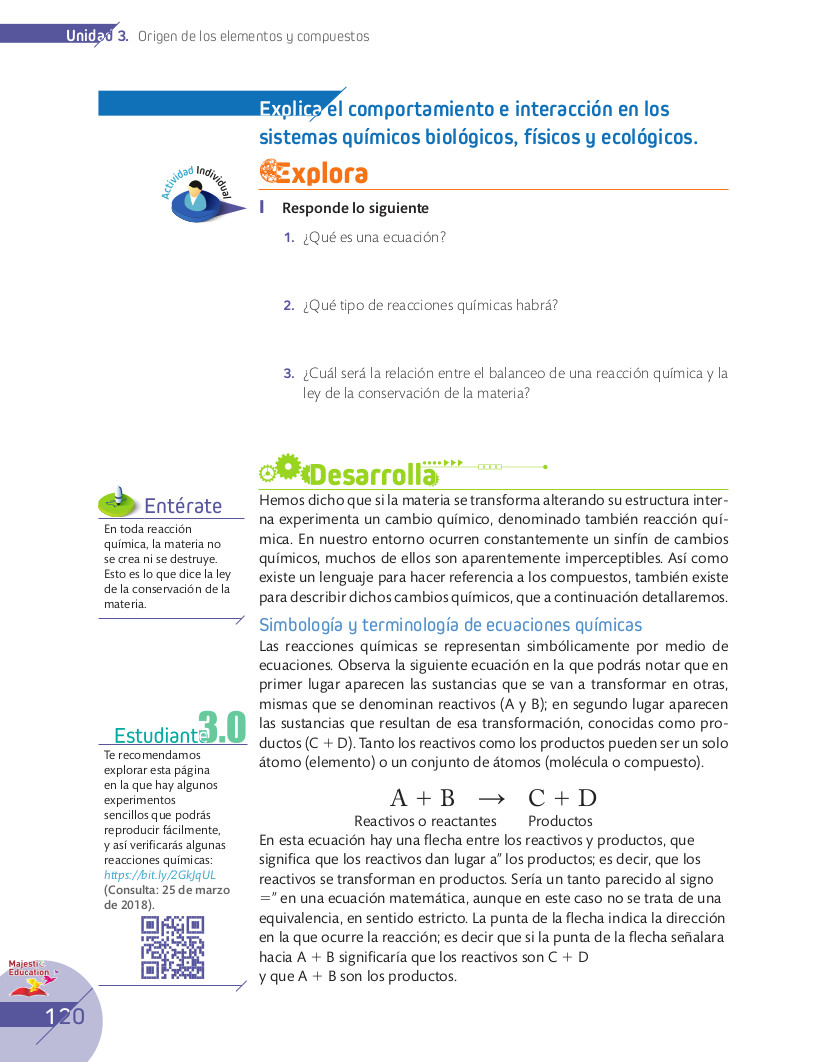 Unidad 3. Origen de los elementos y compuestos
Explica el comportamiento e interacción en los
sistemas químicos biológicos, físicos y ecológicos.
Actividad Individual
Explora
I Responde lo siguiente
1. ¿Qué es una ecuación?
2. ¿Qué tipo de reacciones químicas habrá?
3. ¿Cuál será la relación entre el balanceo de una reacción química y la
ley de la conservación de la materia?
Desarrolla
Hemos dicho que si la materia se transforma alterando su estructura inter-
na experimenta un cambio químico, denominado también reacción quí-
mica. En nuestro entorno ocurren constantemente un sinfín de cambios
químicos, muchos de ellos son aparentemente imperceptibles. Así como
existe un lenguaje para hacer referencia a los compuestos, también existe
para describir dichos cambios químicos, que a continuación detallaremos.
Entérate
En toda reacción
química, la materia no
se crea ni se destruye.
Esto es lo que dice la ley
de la conservación de la
materia.
Simbología y terminología de ecuaciones químicas
Las reacciones químicas se representan simbólicamente por medio de
ecuaciones. Observa la siguiente ecuación en la que podrás notar que en
primer lugar aparecen las sustancias que se van a transformar en otras,
mismas que se denominan reactivos (A y B); en segundo lugar aparecen
las sustancias que resultan de esa transformación, conocidas como pro-
ductos (C + D). Tanto los reactivos como los productos pueden ser un solo
átomo (elemento) o un conjunto de átomos (molécula o compuesto).
Estudiante 3.0
Te recomendamos
explorar esta página
en la que hay algunos
experimentos
sencillos que podrás
reproducir fácilmente,
y así verificarás algunas
reacciones químicas:
https://bit.ly/2GkJqUL
(Consulta: 25 de marzo
de 2018).
A + B → C + D
Reactivos o reactantes Productos
En esta ecuación hay una flecha entre los reactivos y productos, que
significa que los reactivos dan lugar a” los productos; es decir, que los
reactivos se transforman en productos. Sería un tanto parecido al signo
=” en una ecuación matemática, aunque en este caso no se trata de una
equivalencia, en sentido estricto. La punta de la flecha indica la dirección
en la que ocurre la reacción; es decir que si la punta de la flecha señalara
hacia A + B significaría que los reactivos son C + D
y que A + B son los productos.
Majestic
Education
120